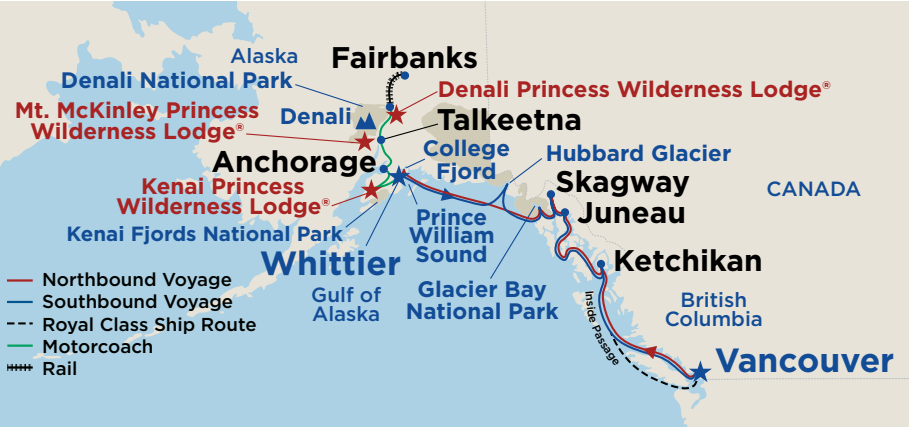 Fairbanks
Alaska
Denali National Park
Denali Princess Wilderness Lodge®
Mt. McKinley Princess
Wilderness Lodge®
Denali
Talkeetna
College
Fjord
Hubbard Glacier
Anchorage
Skagway
CANADA
Kenai Princess
Wilderness Lodge®
Juneau
Prince
William
Sound
Kenai Fjords National Park
Whittier
Ketchikan
Glacier Bay
National Park
Gulf of
Alaska
British
Columbia
Inside Passage
Vancouver
Northbound Voyage
Southbound Voyage
Royal Class Ship Route
Motorcoach
Rail